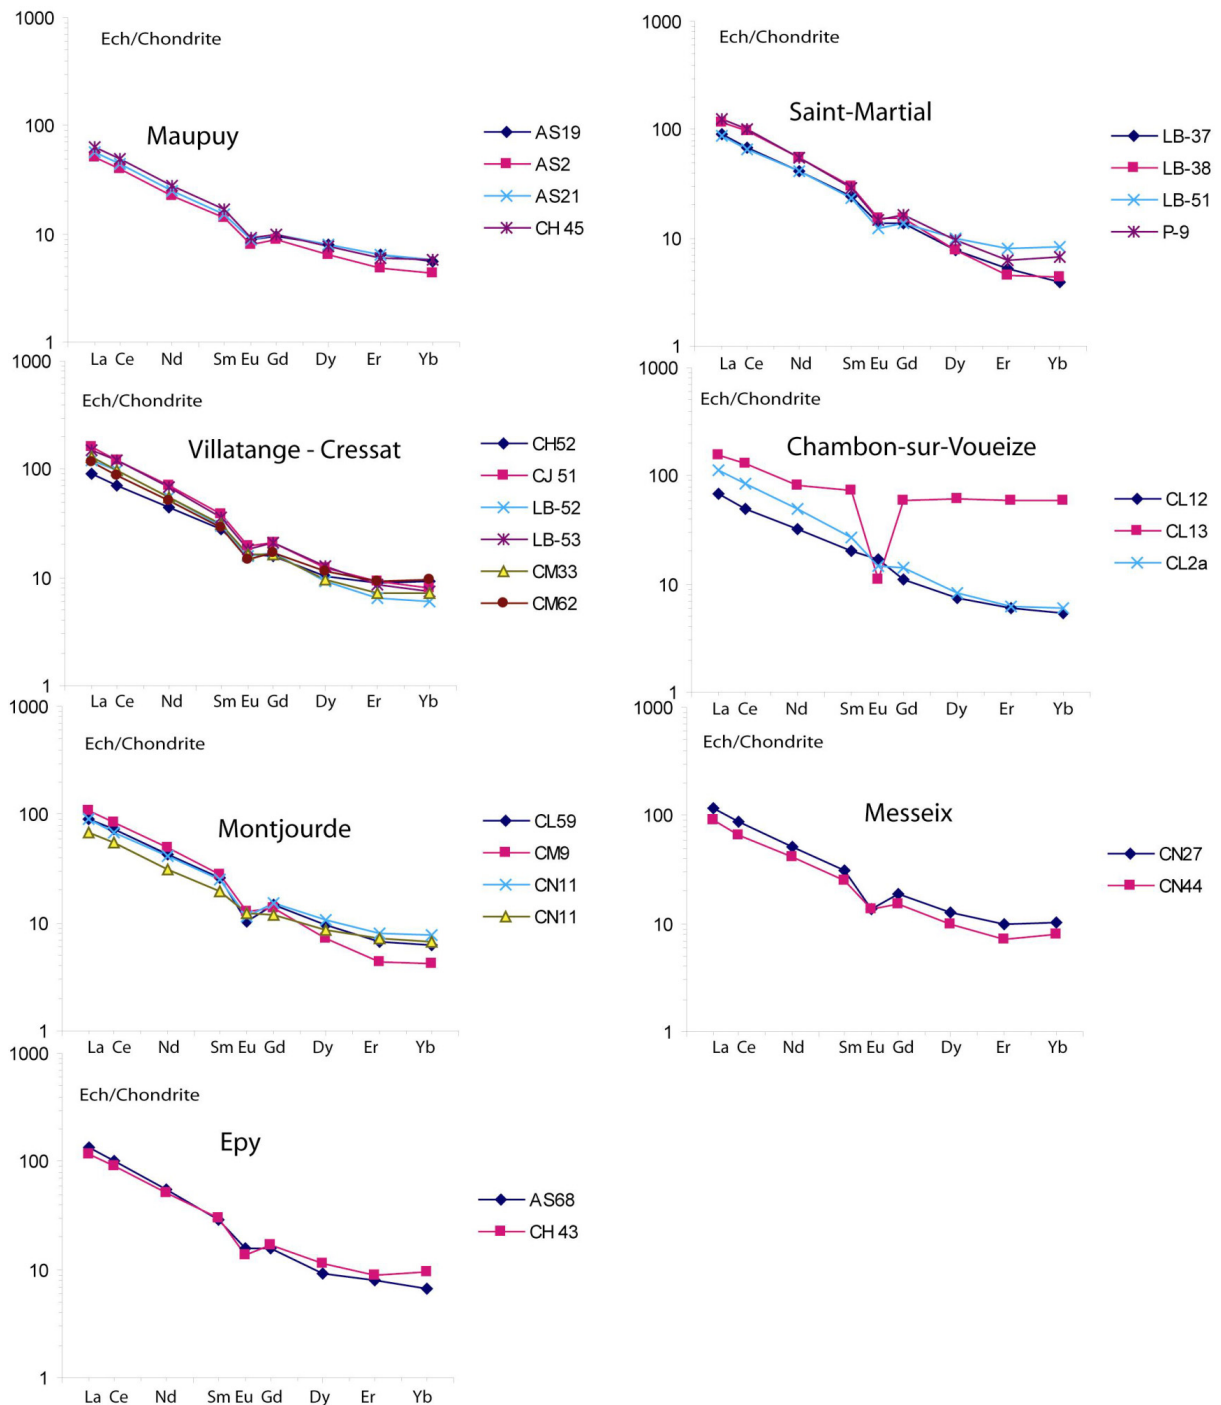 1000
Ech/Chondrite
Maupuy
100
10
1
La Ce Nd Sm Eu Gd Dy Er Yb
AS19
AS2
AS21
CH 45
1000
Ech/Chondrite
Saint-Martial
100
10
1
La Ce Nd Sm Eu Gd Dy Er Yb
LB-37
LB-38
LB-51
P-9
1000
Ech/Chondrite
Villatange - Cressat
100
10
1
La Ce Nd Sm Eu Gd Dy Er Yb
CH52
CJ 51
LB-52
LB-53
CM33
CM62
1000
Ech/Chondrite
Chambon-sur-Voueize
100
10
1
La Ce Nd Sm Eu Gd Dy Er Yb
CL12
CL13
CL2a
1000
Ech/Chondrite
Montjourde
100
10
1
La Ce Nd Sm Eu Gd Dy Er Yb
CL59
CM9
CN11
CN11
1000
Ech/Chondrite
Messeix
100
10
1
La Ce Nd Sm Eu Gd Dy Er Yb
CN27
CN44
1000
Ech/Chondrite
Epy
100
10
1
La Ce Nd Sm Eu Gd Dy Er Yb
AS68
CH 43